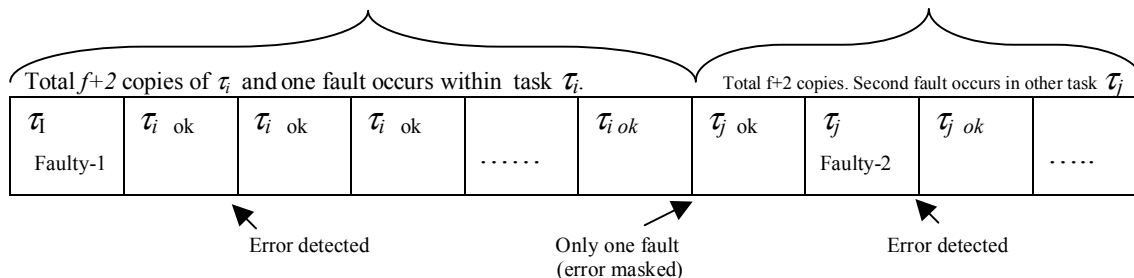 Total f+2 copies of τi and one fault occurs within task τi.
Total f+2 copies. Second fault occurs in other task τj
τI
Faulty-1
τi ok
τi ok
τi ok
......
τi ok
τj ok
τj
Faulty-2
τj ok
.....
Error detected
Only one fault
(error masked)
Error detected